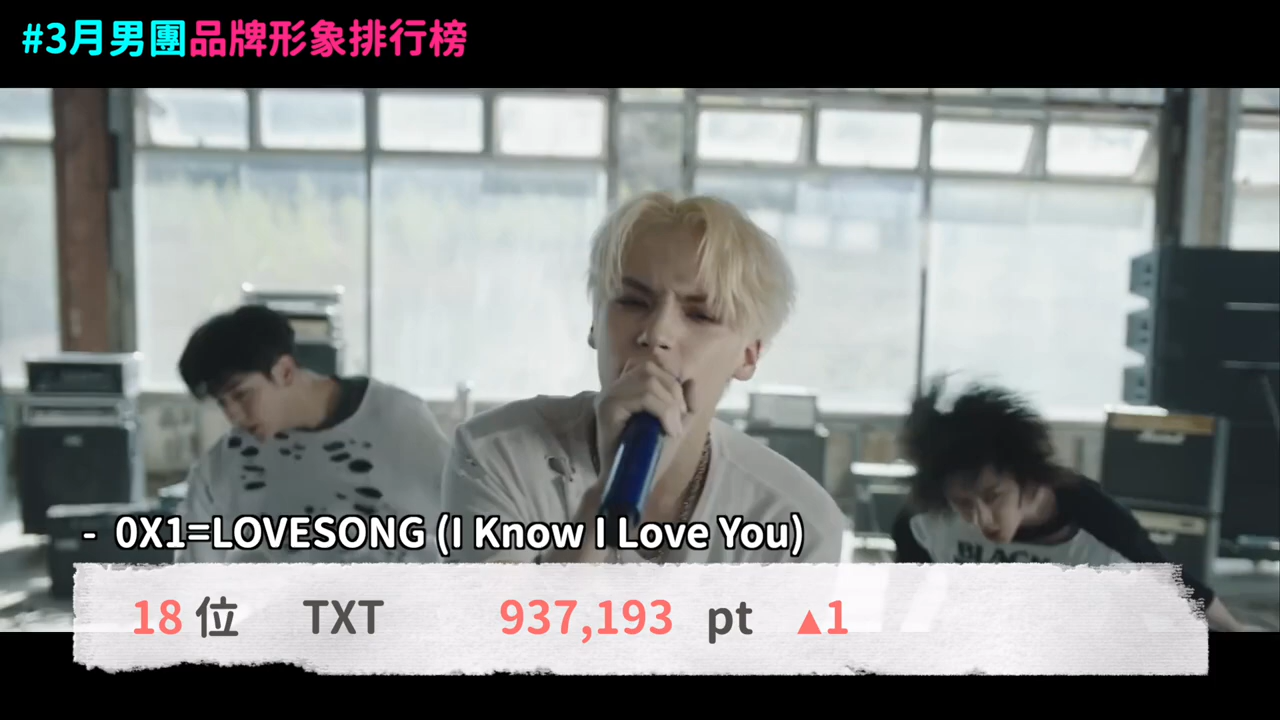 #3月男團品牌形象排行榜
BLACK
- 0X1=LOVESONG (I Know I Love You)
18 位 TXT 937,193 pt ▲1